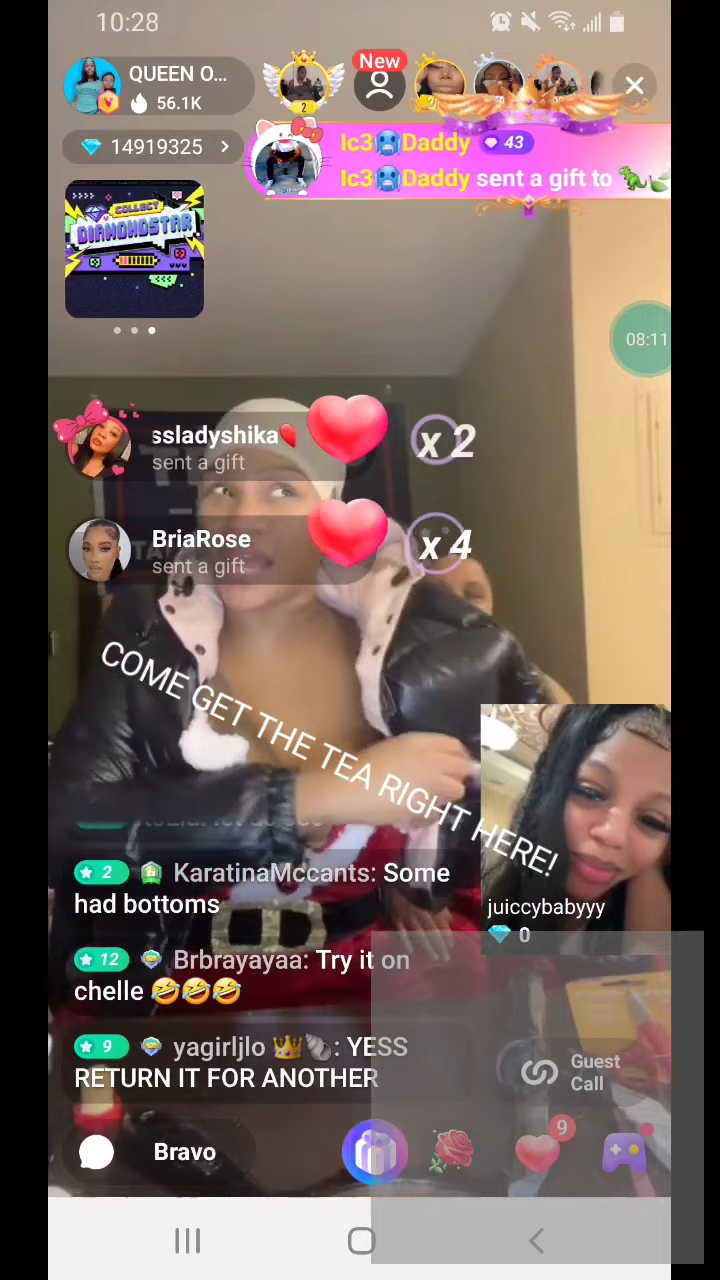 10:28
QUEEN O...
56.1K
New
2
14919325
Ic3🥶Daddy 43
Ic3🥶Daddy sent a gift to 🦖
COLLECT
DIAMONDSTAR
08:11
ssladyshika
sent a gift
x 2
BriaRose
sent a gift
x 4
COME GET THE TEA RIGHT HERE!
2 KaratinaMccants: Some
had bottoms
12 Brbrayayaa: Try it on
chelle 🤣🤣🤣
9 yagirljlo 👑🐚: YESS
RETURN IT FOR ANOTHER
juiccybabyyy
0
Guest
Call
Bravo
9